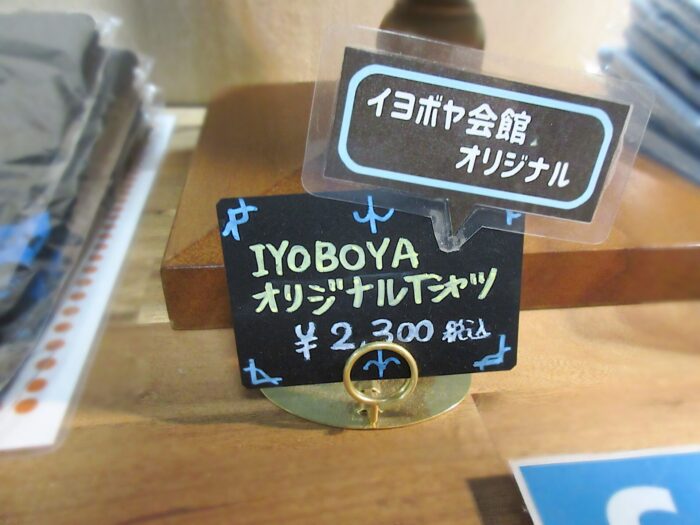 イヨボヤ会館
オリジナル
IYOBOYA
オリジナルTシャツ
¥2,300 税込